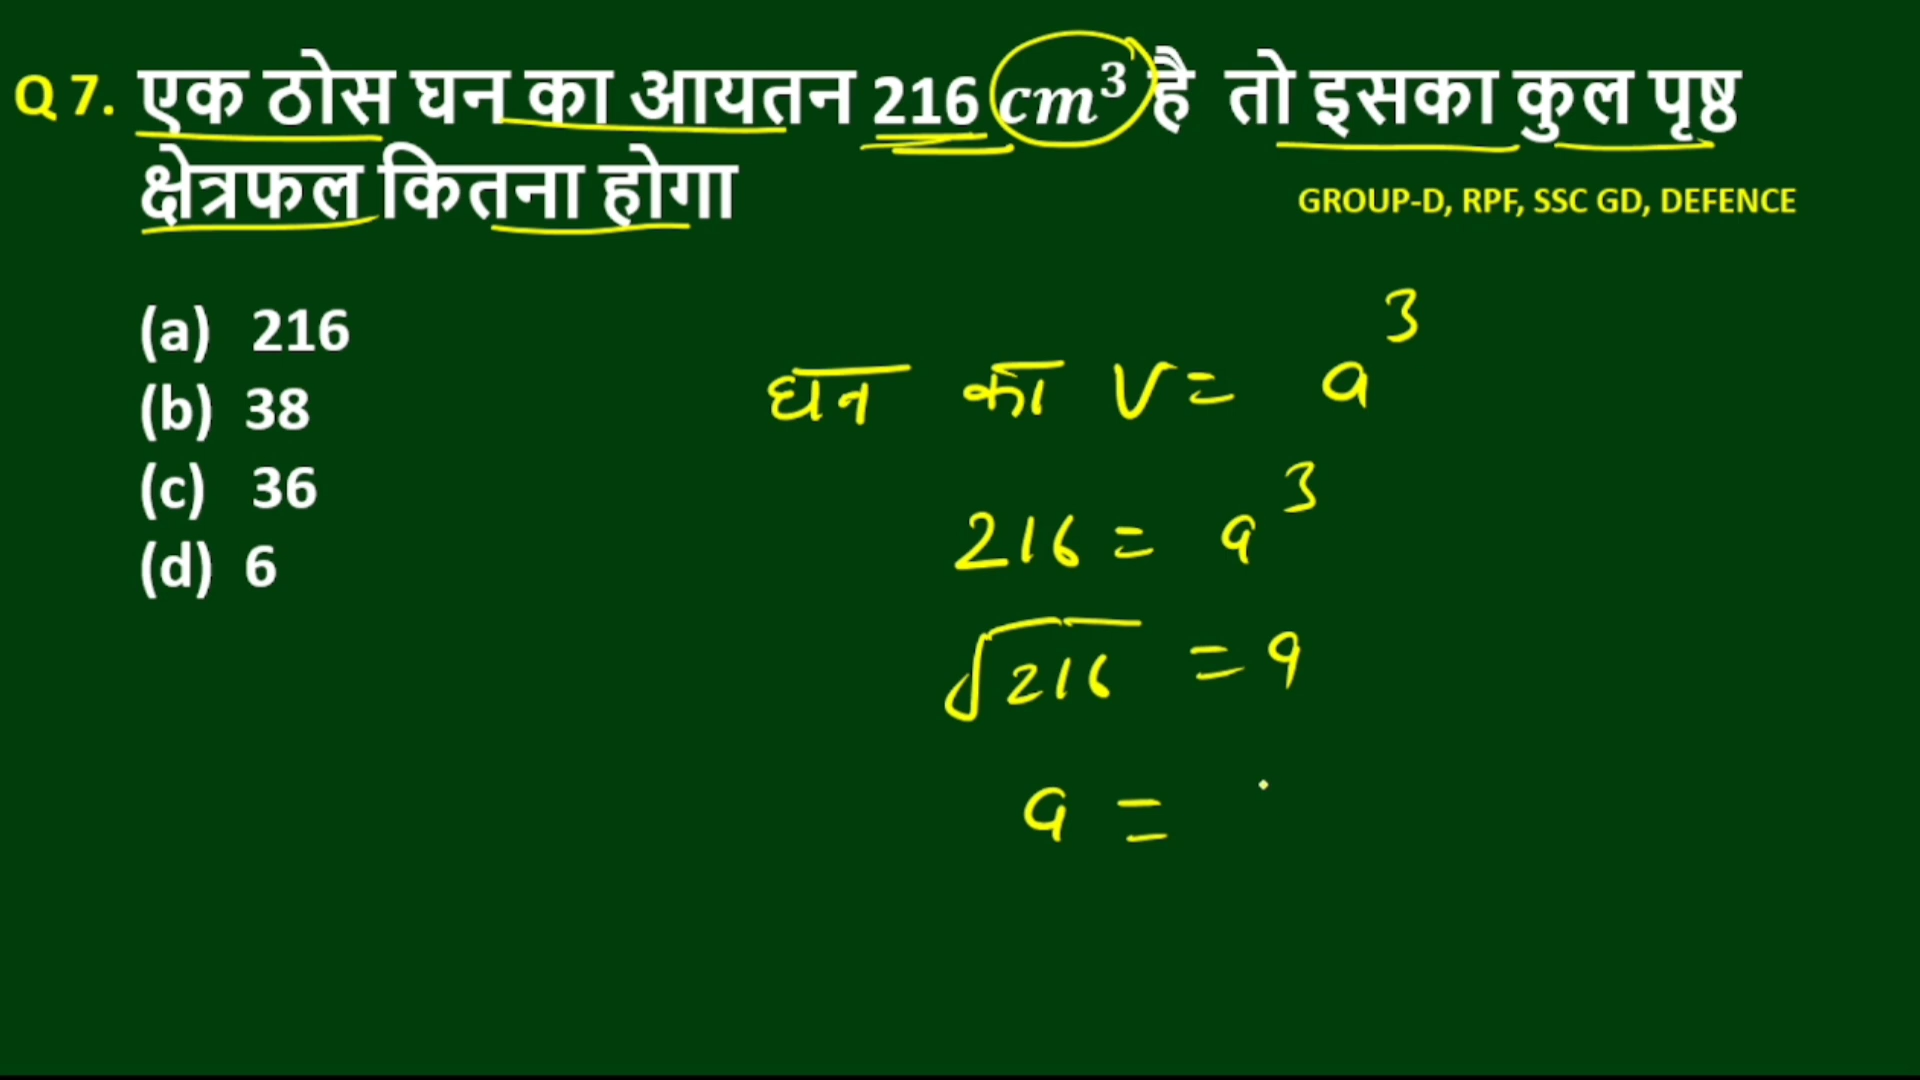 Q 7. एक ठोस घन का आयतन 216 cm³ है तो इसका कुल पृष्ठ
क्षेत्रफल कितना होगा
GROUP-D, RPF, SSC GD, DEFENCE
(a) 216
(b) 38
(c) 36
(d) 6
घन का V = a³
216 = a³
√216 = a
a =